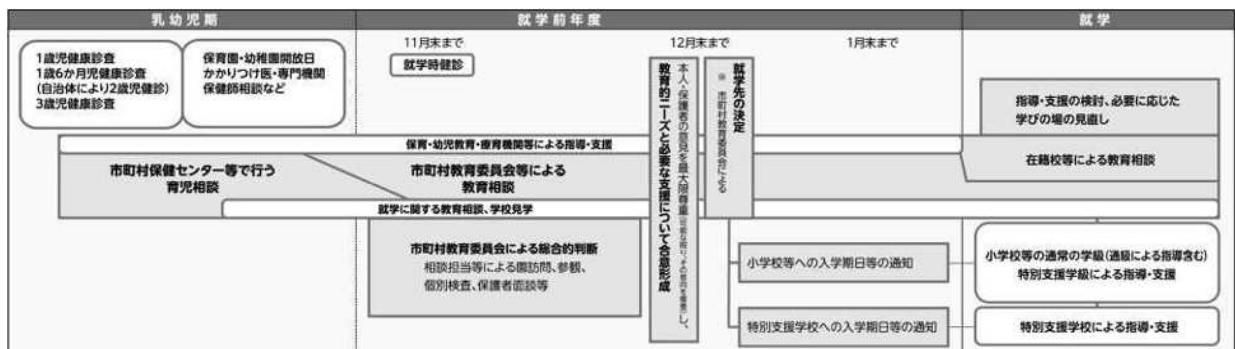 乳幼児期
就学前年度
就学
1歳児健康診査
1歳6か月児健康診査
(自治体により2歳児健診)
3歳児健康診査
保育園・幼稚園開放日
かかりつけ医・専門機関
保健師相談など
11月末まで
就学時健診
12月末まで
1月末まで
保育・幼児教育・療育機関等による指導・支援
市町村保健センター等で行う
育児相談
市町村教育委員会等による
教育相談
就学に関する教育相談、学校見学
市町村教育委員会による総合的判断
相談担当等による園訪問、参観、
個別検査、保護者面談等
本人・保護者の意見を最大限尊重(可能な限りその意向を尊重)し、
教育的ニーズと必要な支援について合意形成
就学先の決定
※ 市町村教育委員会による
小学校等への入学期日等の通知
特別支援学校への入学期日等の通知
指導・支援の検討、必要に応じた
学びの場の見直し
在籍校等による教育相談
小学校等の通常の学級(通級による指導含む)
特別支援学級による指導・支援
特別支援学校による指導・支援